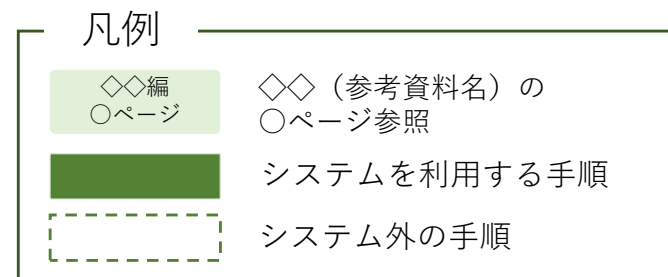 凡例
◇◇編
○ページ
◇◇（参考資料名）の
○ページ参照
システムを利用する手順
システム外の手順